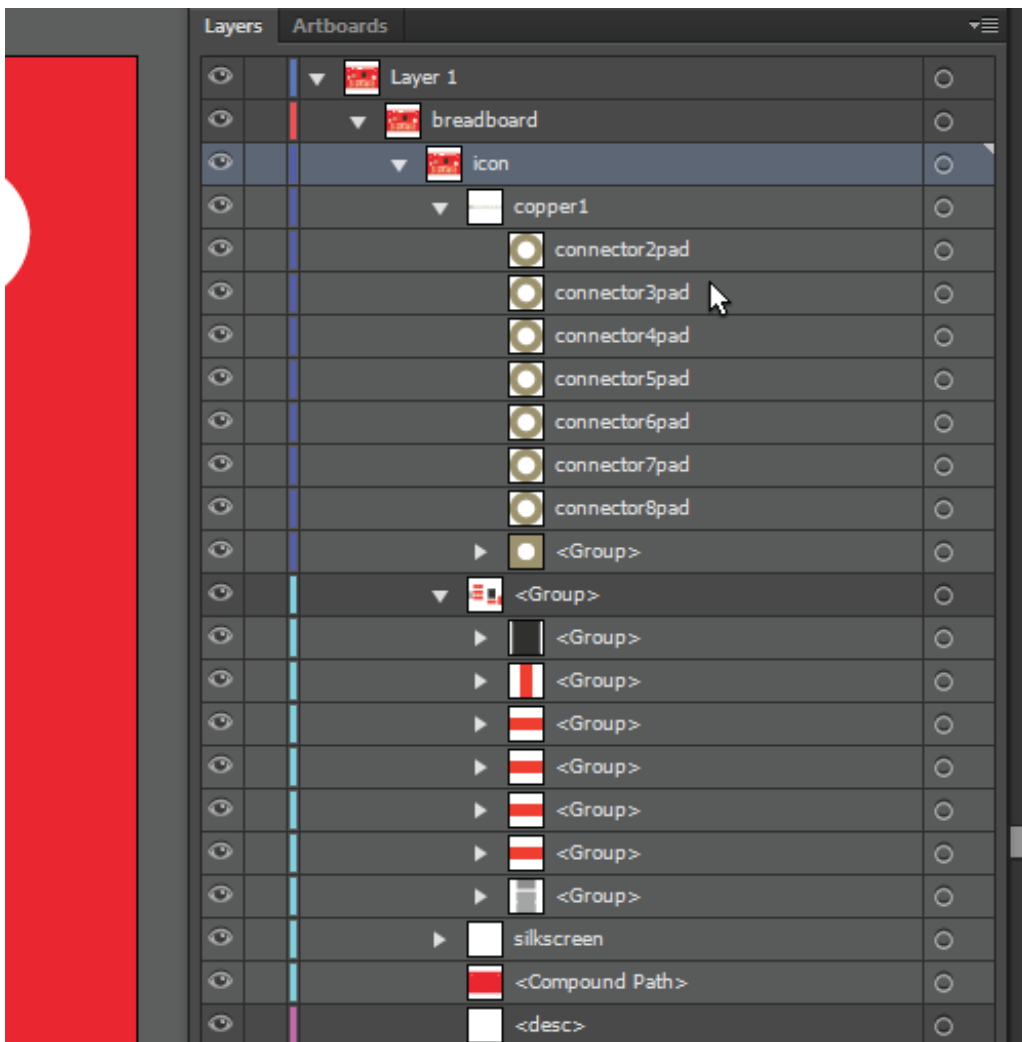 Layers Artboards
Layer 1
breadboard
icon
copper1
connector2pad
connector3pad
connector4pad
connector5pad
connector6pad
connector7pad
connector8pad
<Group>
<Group>
<Group>
<Group>
<Group>
<Group>
<Group>
<Group>
<Group>
silkscreen
<Compound Path>
<desc>